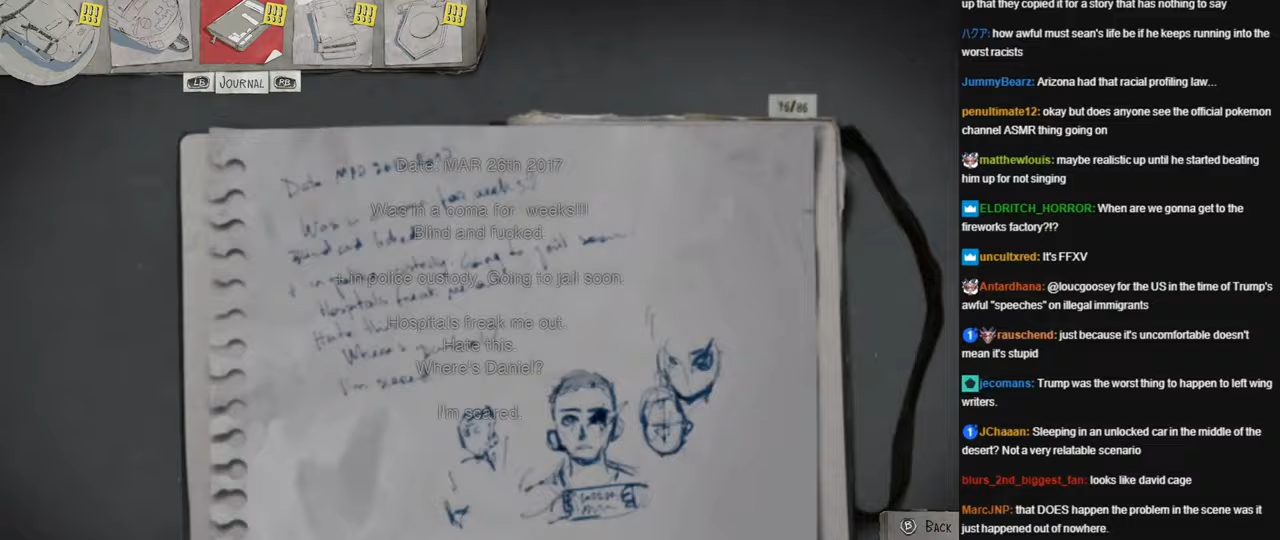 LB JOURNAL RB
Date: MAR 26th 2017
Was in a coma for weeks!!!
Blind and fucked.
+ in police custody. Going to jail soon.
Hospitals freak me out.
Hate this.
Where's Daniel?
I'm scared.
B BACK
up that they copied it for a story that has nothing to say
ハクア: how awful must sean's life be if he keeps running into the
worst racists
JummyBearz: Arizona had that racial profiling law...
penultimate12: okay but does anyone see the official pokemon
channel ASMR thing going on
matthewlouis: maybe realistic up until he started beating
him up for not singing
ELDRITCH_HORROR: When are we gonna get to the
fireworks factory?!?
uncultxred: It's FFXV
Antardhana: @loucgoosey for the US in the time of Trump's
awful "speeches" on illegal immigrants
rauschend: just because it's uncomfortable doesn't
mean it's stupid
jecomans: Trump was the worst thing to happen to left wing
writers.
JChaaan: Sleeping in an unlocked car in the middle of the
desert? Not a very relatable scenario
blurs_2nd_biggest_fan: looks like david cage
MarcJNP: that DOES happen the problem in the scene was it
just happened out of nowhere.